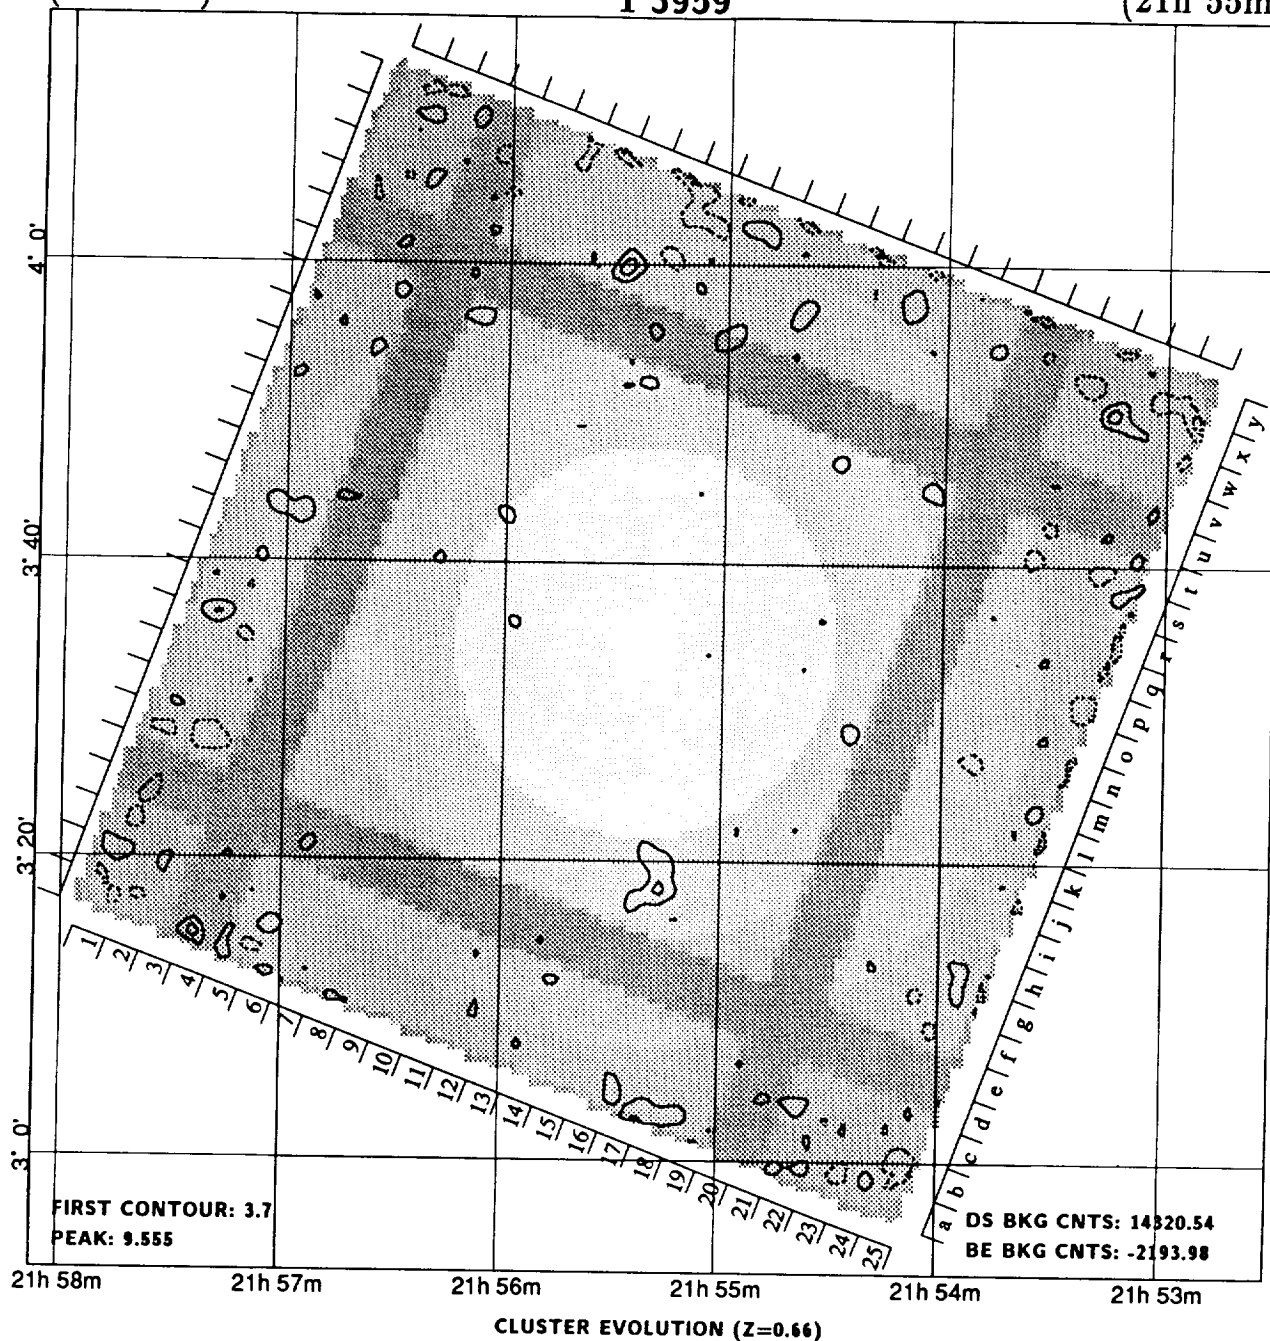 I 3959
(21h 55m
4° 0'
3° 40'
3° 20'
3° 0'
1 2 3 4 5 6 7 8 9 10 11 12 13 14 15 16 17 18 19 20 21 22 23 24 25
a b c d e f g h i j k l m n o p q r s t u v w x y
FIRST CONTOUR: 3.7
PEAK: 9.555
DS BKG CNTS: 14320.54
BE BKG CNTS: -2193.98
21h 58m 21h 57m 21h 56m 21h 55m 21h 54m 21h 53m
CLUSTER EVOLUTION (Z=0.66)